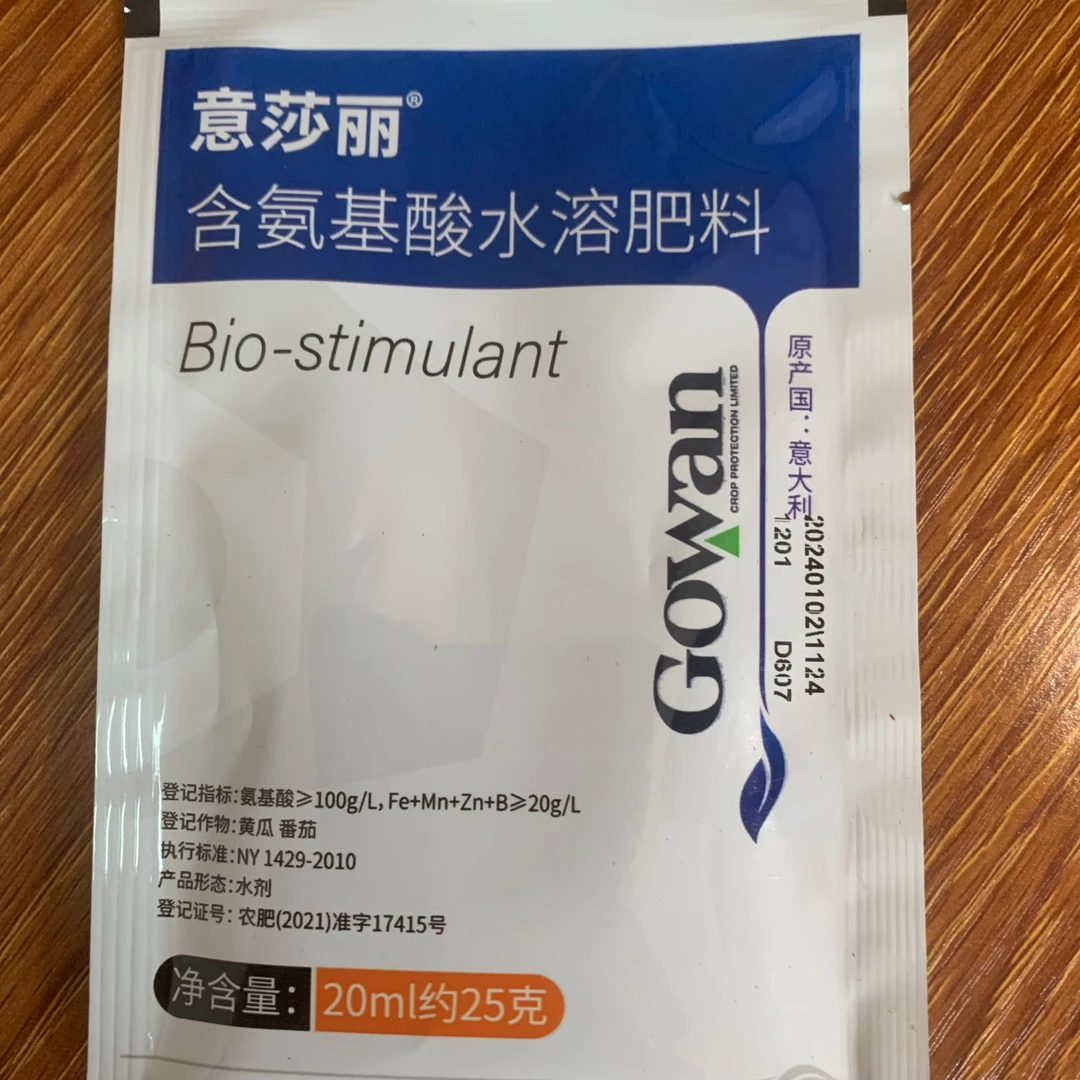 意莎丽®
含氨基酸水溶肥料
Bio-stimulant
原产国：意大利
Gowan
CROP PROTECTION LIMITED
20240102\1124
1201 D607
登记指标:氨基酸≥100g/L, Fe+Mn+Zn+B≥20g/L
登记作物:黄瓜 番茄
执行标准:NY 1429-2010
产品形态:水剂
登记证号: 农肥(2021)准字17415号
净含量: 20ml约25克